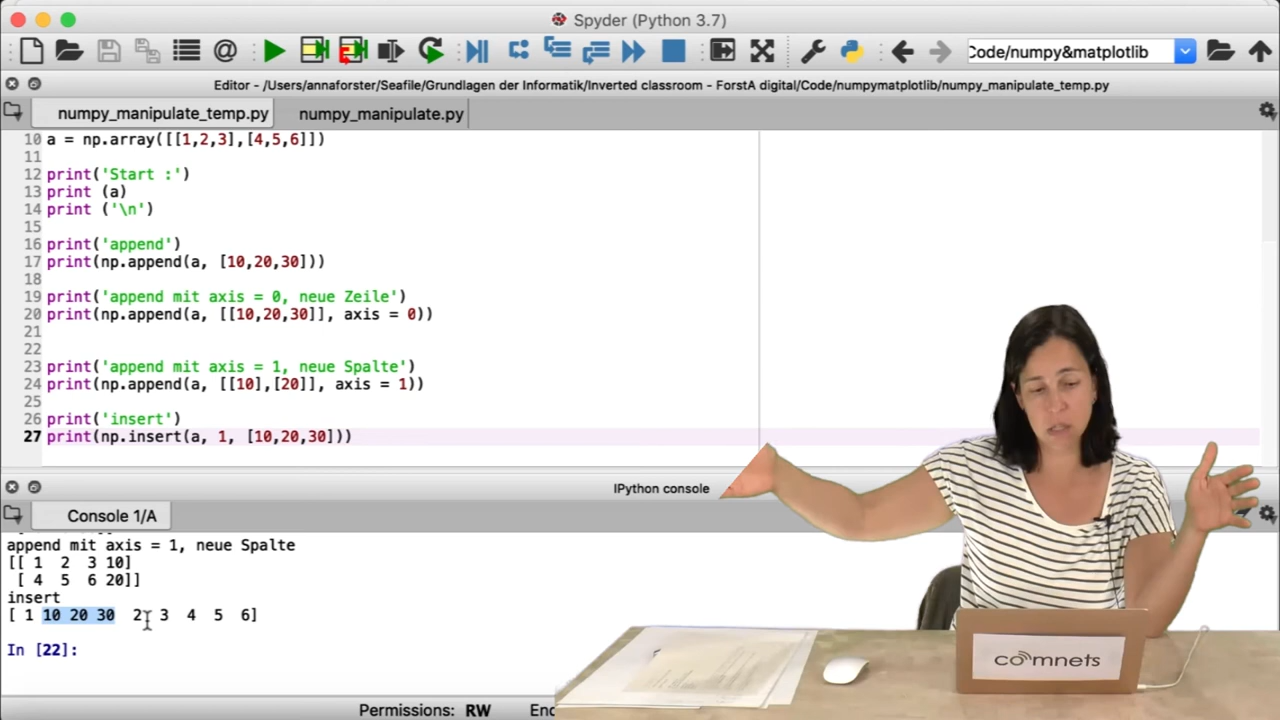 Spyder (Python 3.7)
Code/numpy&matplotlib
Editor - /Users/annaforster/Seafile/Grundlagen der Informatik/Inverted classroom - ForstA digital/Code/numpymatplotlib/numpy_manipulate_temp.py
numpy_manipulate_temp.py numpy_manipulate.py
10 a = np.array([[1,2,3],[4,5,6]])
11
12 print('Start :')
13 print (a)
14 print ('\n')
15
16 print('append')
17 print(np.append(a, [10,20,30]))
18
19 print('append mit axis = 0, neue Zeile')
20 print(np.append(a, [[10,20,30]], axis = 0))
21
22
23 print('append mit axis = 1, neue Spalte')
24 print(np.append(a, [[10],[20]], axis = 1))
25
26 print('insert')
27 print(np.insert(a, 1, [10,20,30]))
IPython console
Console 1/A
append mit axis = 1, neue Spalte
[[ 1 2 3 10]
[ 4 5 6 20]]
insert
[ 1 10 20 30 2 3 4 5 6]
In [22]:
comnets
Permissions: RW